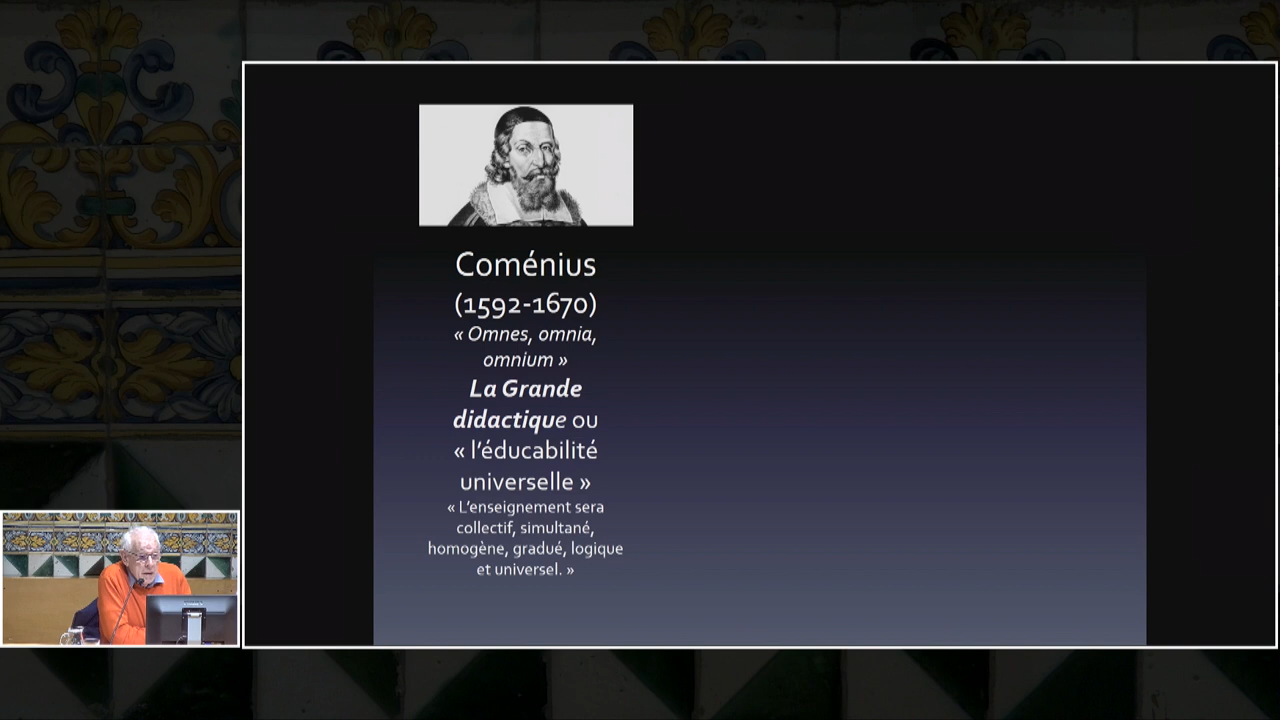 Coménius
(1592-1670)
« Omnes, omnia,
omnium »
La Grande
didactique ou
« l’éducabilité
universelle »
« L’enseignement sera
collectif, simultané,
homogène, gradué, logique
et universel. »